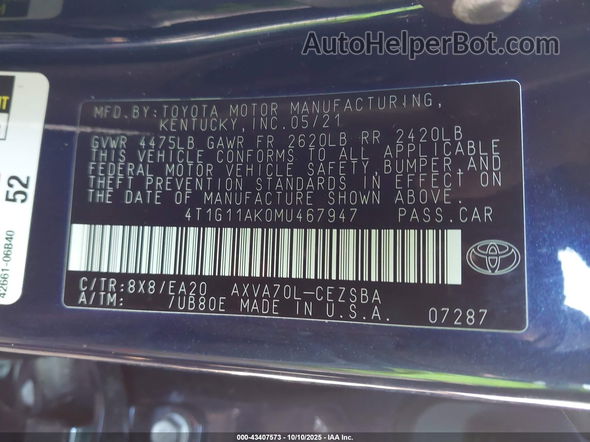 AutoHelperBot.com
MFD.BY:TOYOTA MOTOR MANUFACTURING,
KENTUCKY, INC. 05/21
GVWR 4475LB GAWR FR 2620LB RR 2420LB
THIS VEHICLE CONFORMS TO ALL APPLICABLE
FEDERAL MOTOR VEHICLE SAFETY, BUMPER, AND
THEFT PREVENTION STANDARDS IN EFFECT ON
THE DATE OF MANUFACTURE SHOWN ABOVE.
4T1G11AK0MU467947 PASS.CAR
C/TR:8X8/EA20 AXVA70L-CEZSBA
A/TM: /UB80E MADE IN U.S.A. 07287
TOYOTA
52
42661-06B40
000-43407573 - 10/10/2025 - IAA Inc.